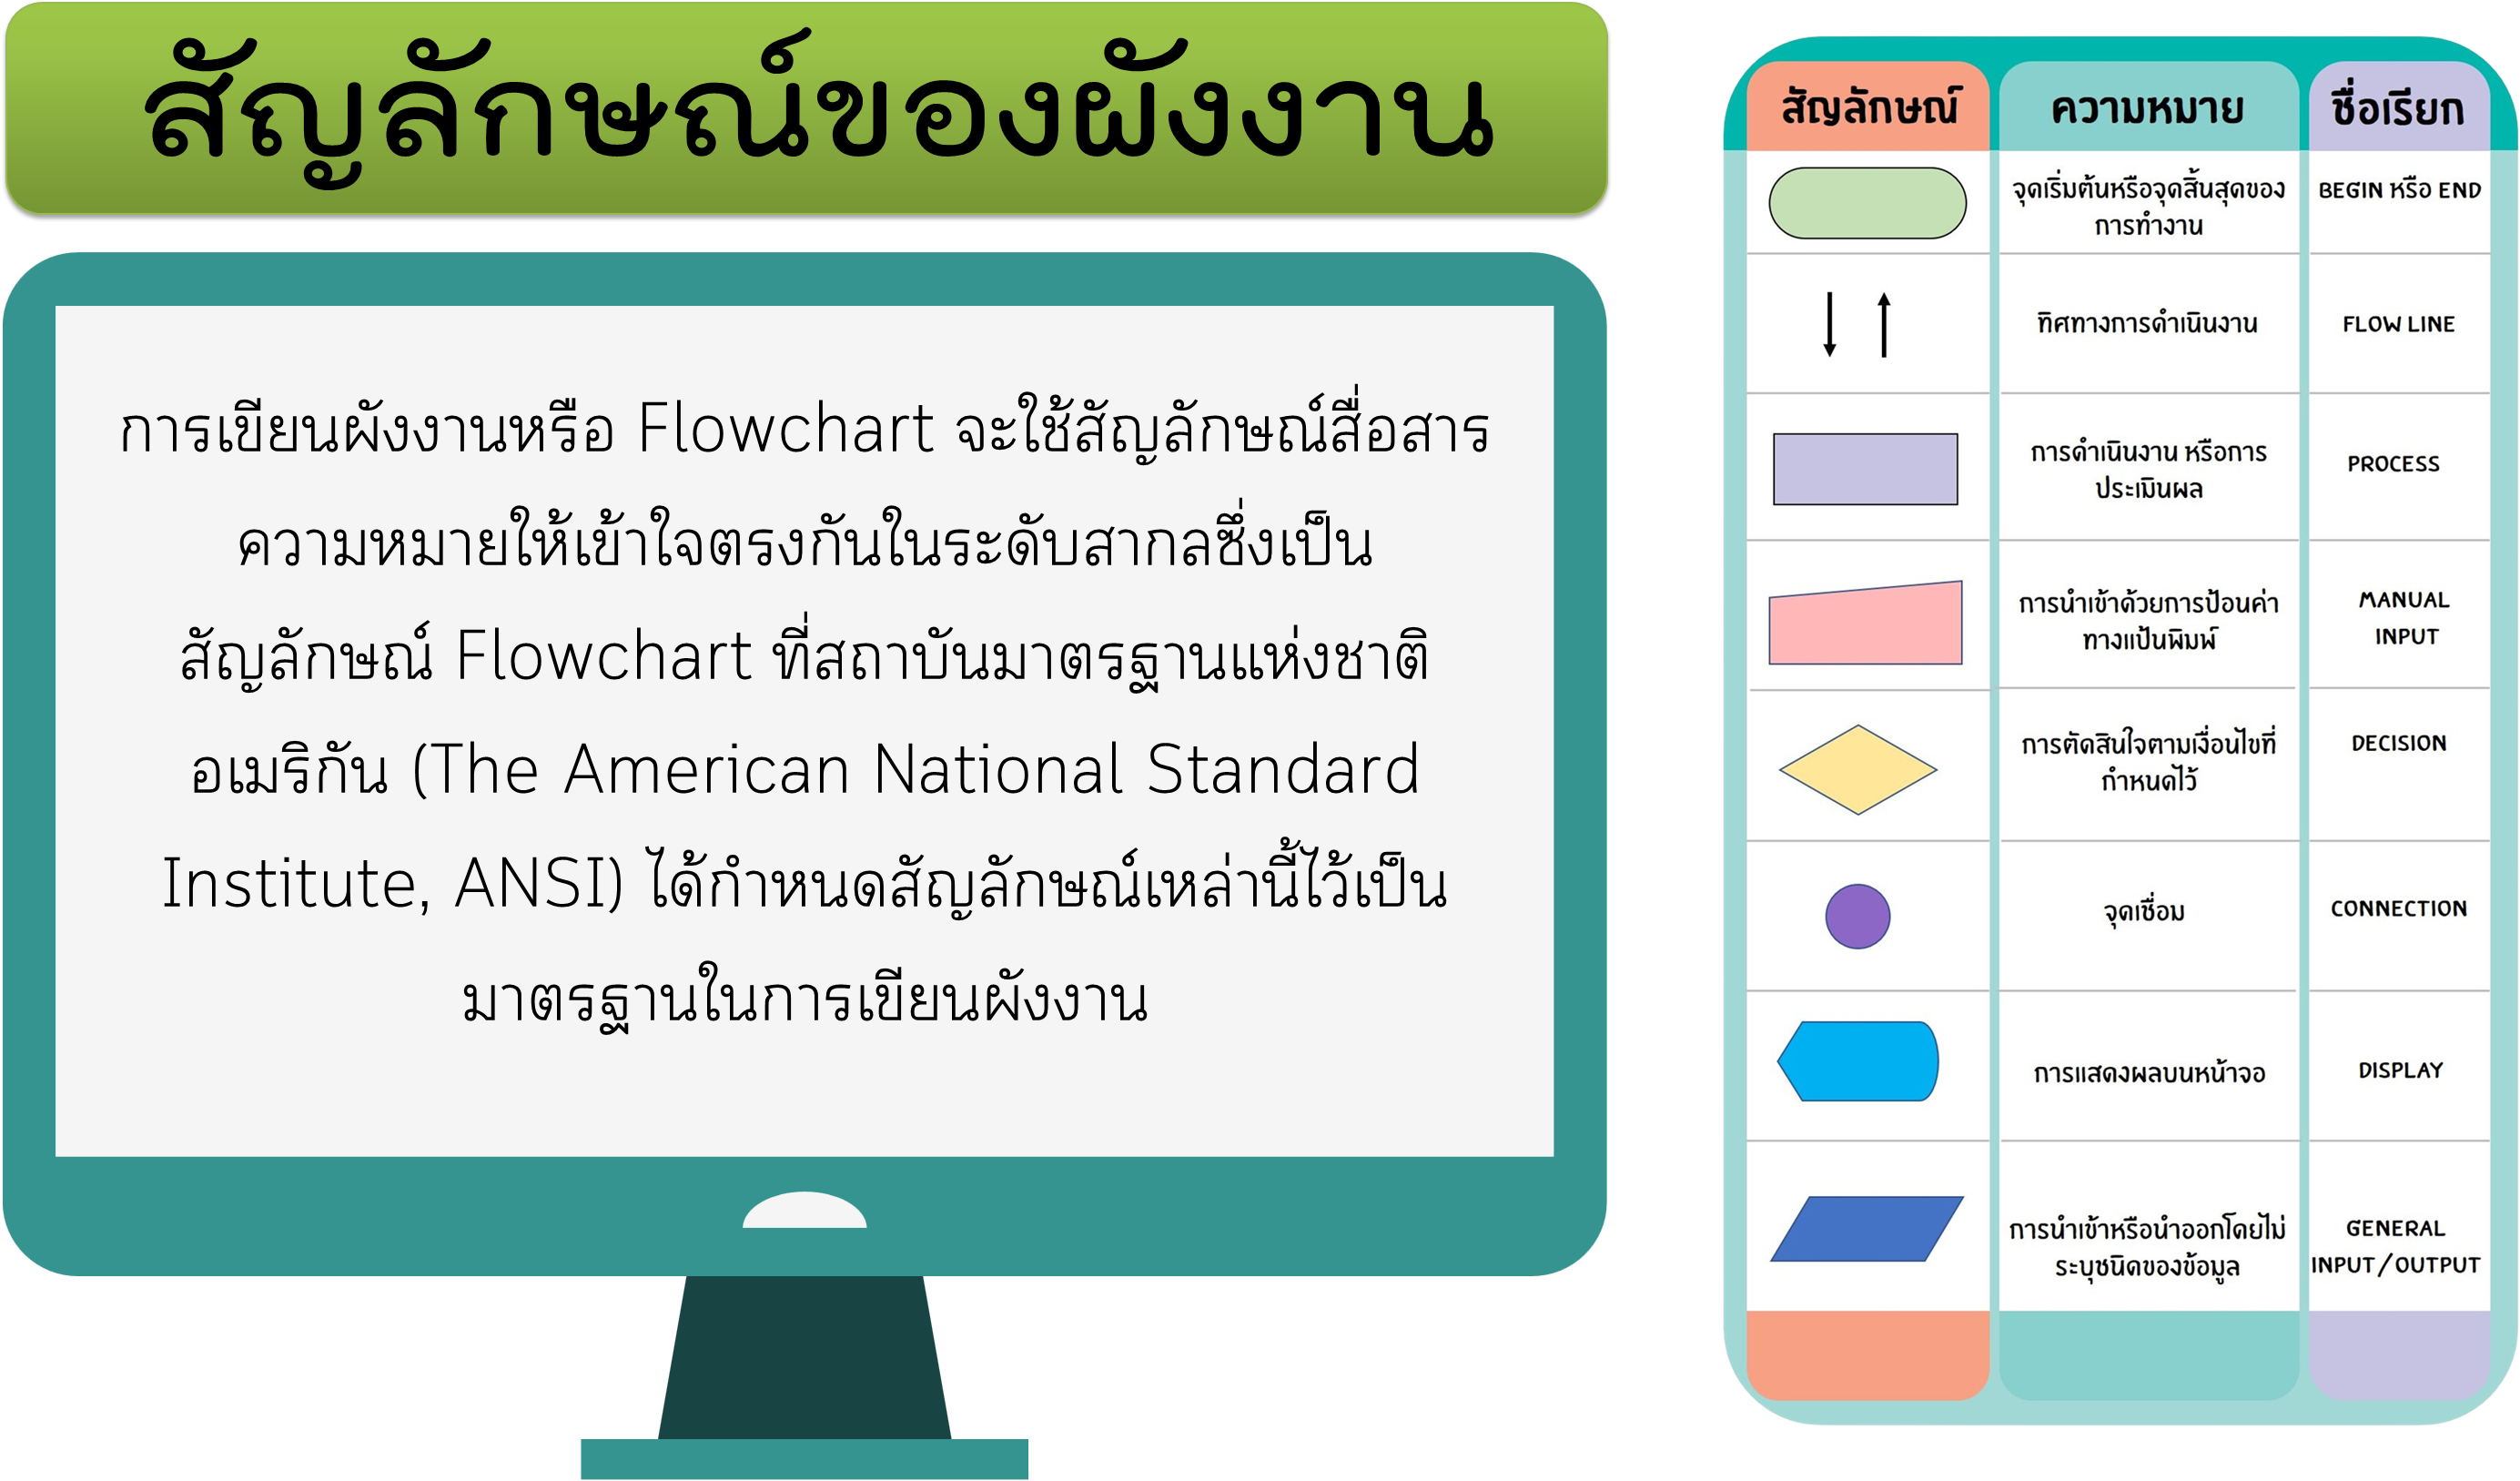 สัญลักษณ์ของผังงาน
การเขียนผังงานหรือ Flowchart จะใช้สัญลักษณ์สื่อสาร
ความหมายให้เข้าใจตรงกันในระดับสากลซึ่งเป็น
สัญลักษณ์ Flowchart ที่สถาบันมาตรฐานแห่งชาติ
อเมริกัน (The American National Standard
Institute, ANSI) ได้กำหนดสัญลักษณ์เหล่านี้ไว้เป็น
มาตรฐานในการเขียนผังงาน
สัญลักษณ์ ความหมาย ชื่อเรียก
จุดเริ่มต้นหรือจุดสิ้นสุดของ BEGIN หรือ END
การทำงาน
ทิศทางการดำเนินงาน FLOW LINE
การดำเนินงาน หรือการ PROCESS
ประเมินผล
การนำเข้าด้วยการป้อนค่า MANUAL
ทางแป้นพิมพ์ INPUT
การตัดสินใจตามเงื่อนไขที่ DECISION
กำหนดไว้
จุดเชื่อม CONNECTION
การแสดงผลบนหน้าจอ DISPLAY
การนำเข้าหรือนำออกโดยไม่ GENERAL
ระบุชนิดของข้อมูล INPUT/OUTPUT